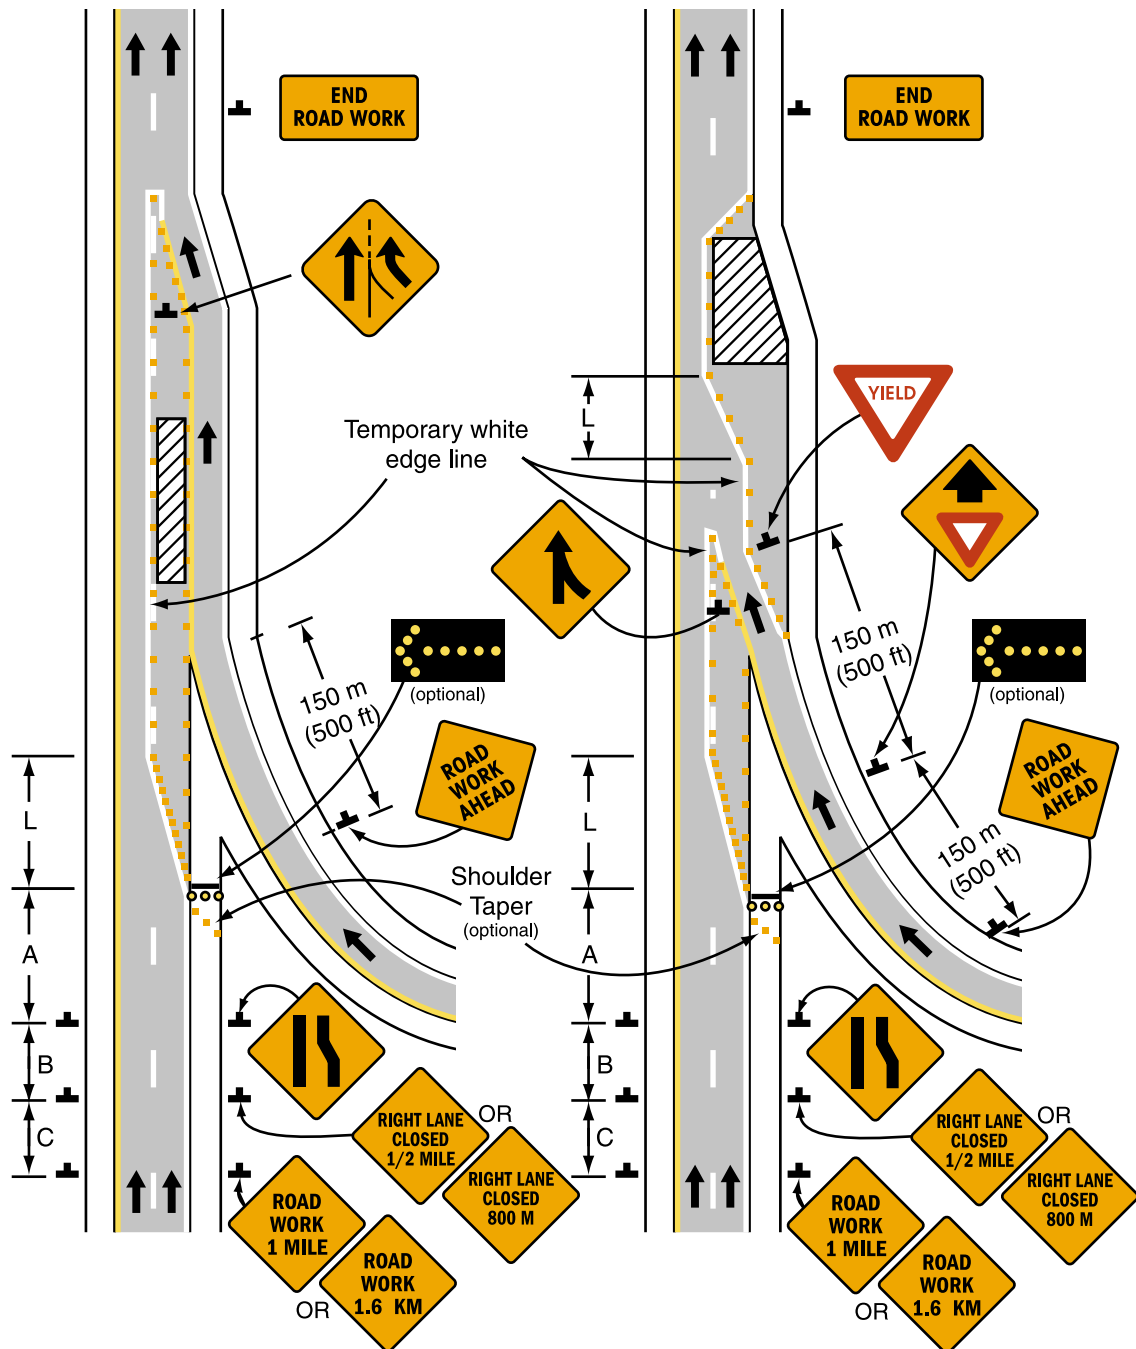 END
ROAD WORK
END
ROAD WORK
YIELD
L
Temporary white
edge line
150 m
(500 ft)
150 m
(500 ft)
(optional)
(optional)
ROAD
WORK
AHEAD
ROAD
WORK
AHEAD
L
L
150 m
(500 ft)
Shoulder
Taper
(optional)
A
A
B
B
C
C
RIGHT LANE
CLOSED
1/2 MILE
OR
RIGHT LANE
CLOSED
800 M
RIGHT LANE
CLOSED
1/2 MILE
OR
RIGHT LANE
CLOSED
800 M
ROAD
WORK
1 MILE
OR
ROAD
WORK
1.6 KM
ROAD
WORK
1 MILE
OR
ROAD
WORK
1.6 KM